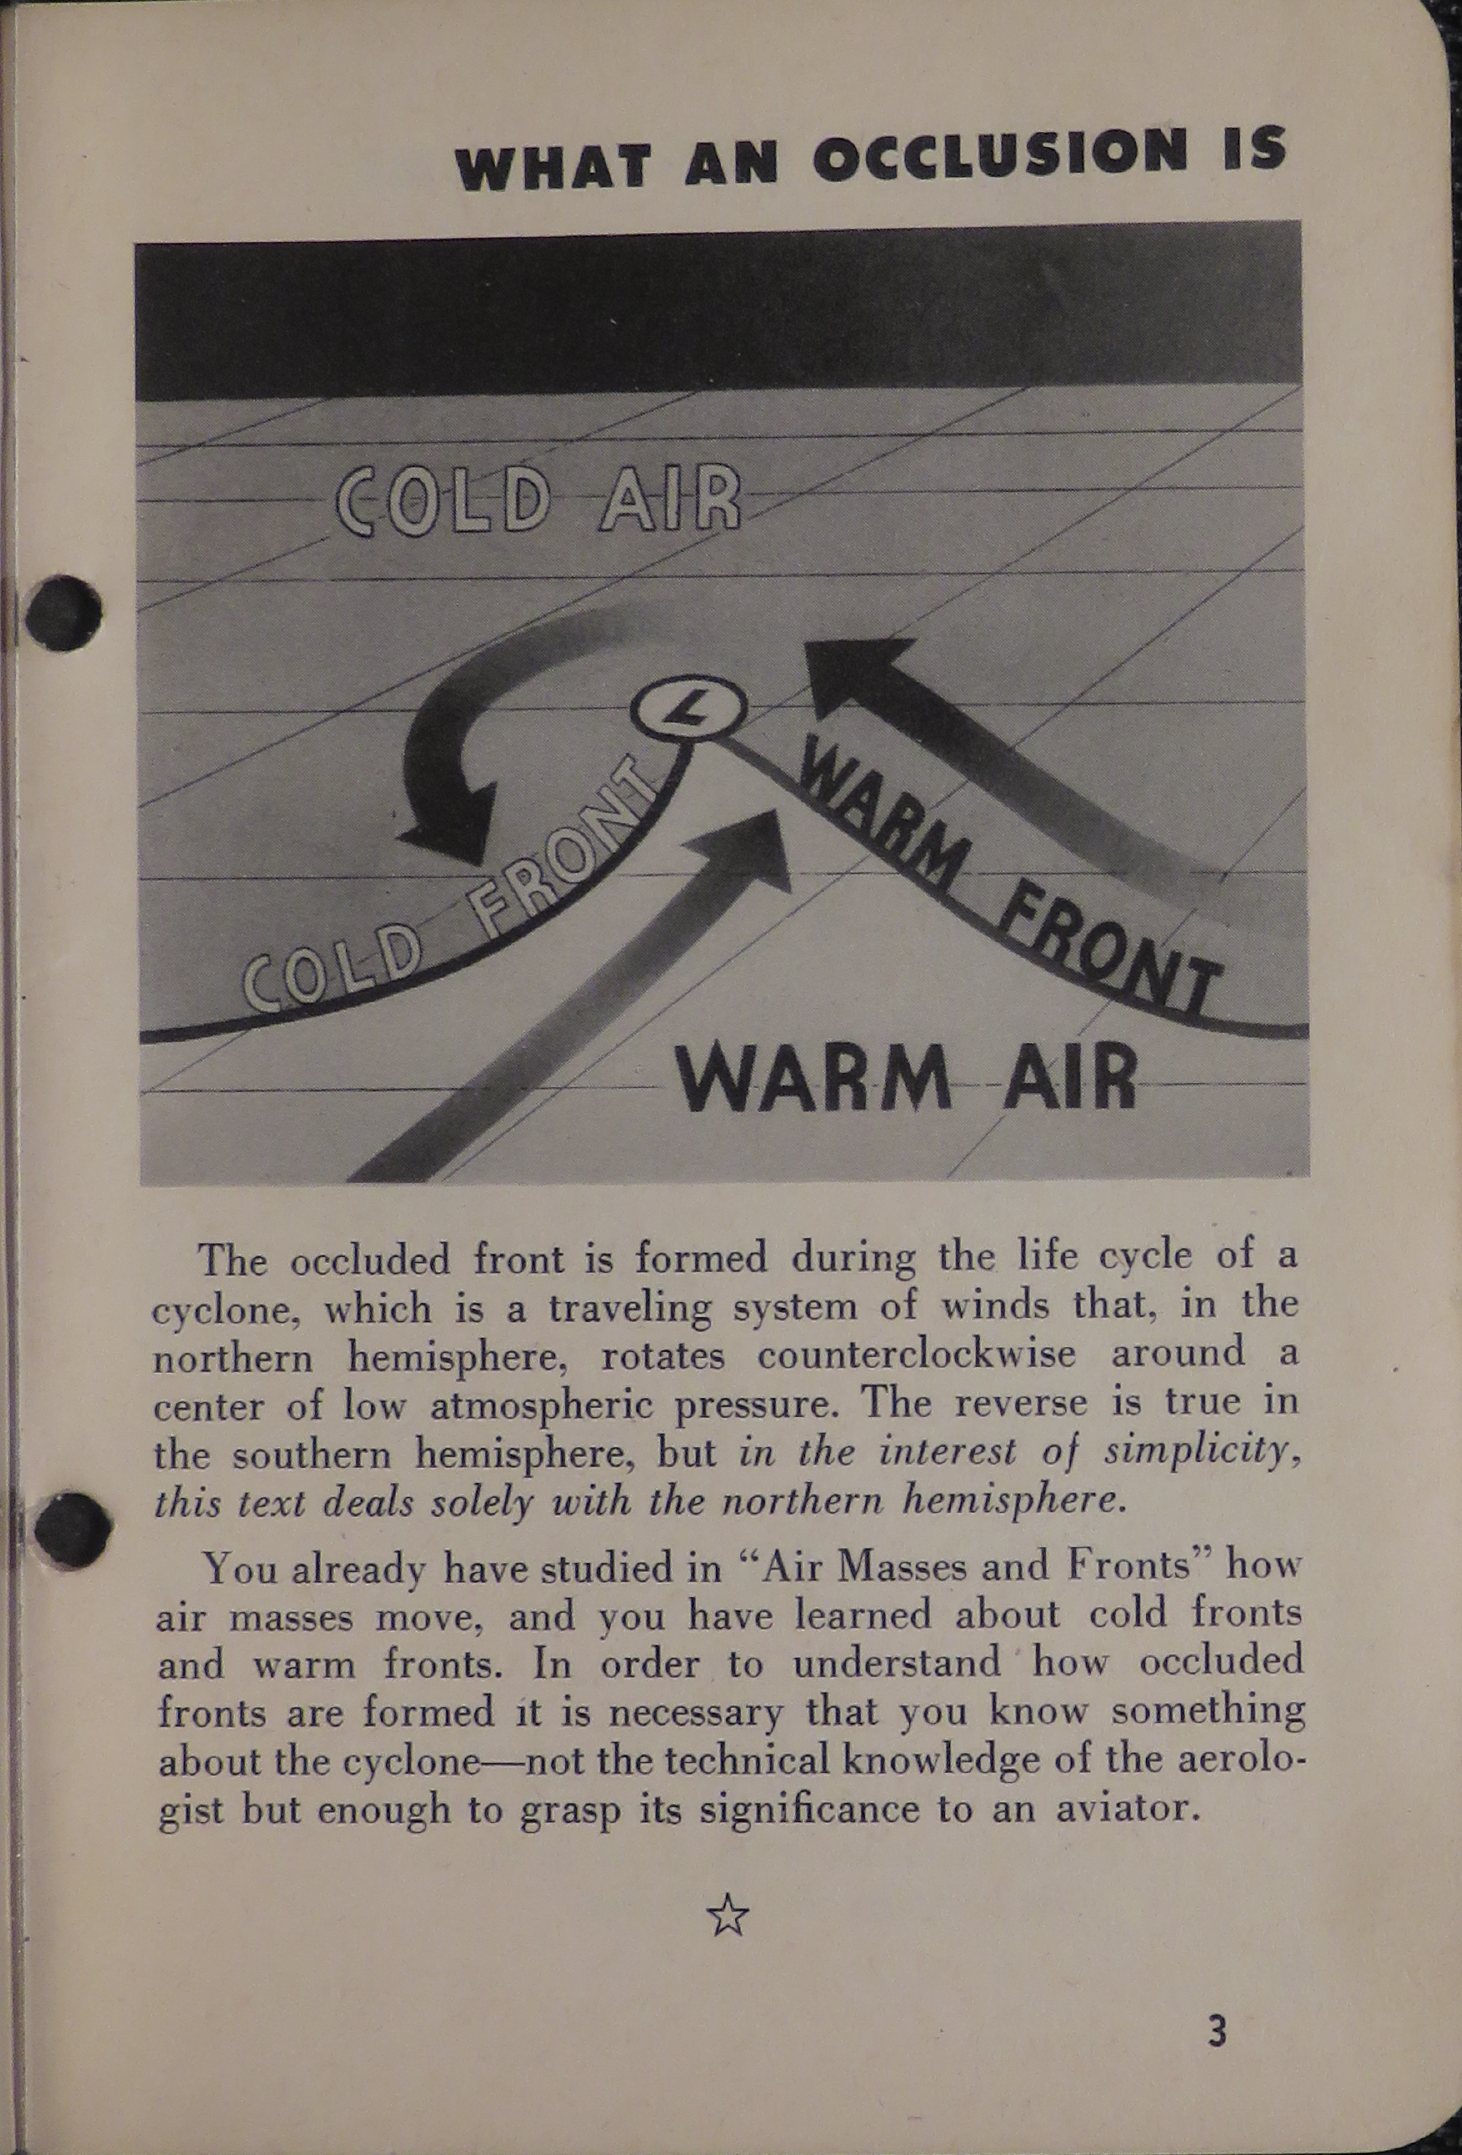 WHAT AN OCCLUSION IS
COLD AIR
L
COLD FRONT
WARM FRONT
WARM AIR
The occluded front is formed during the life cycle of a
cyclone, which is a traveling system of winds that, in the
northern hemisphere, rotates counterclockwise around a
center of low atmospheric pressure. The reverse is true in
the southern hemisphere, but in the interest of simplicity,
this text deals solely with the northern hemisphere.
You already have studied in “Air Masses and Fronts” how
air masses move, and you have learned about cold fronts
and warm fronts. In order to understand how occluded
fronts are formed it is necessary that you know something
about the cyclone—not the technical knowledge of the aerolo-
gist but enough to grasp its significance to an aviator.
3